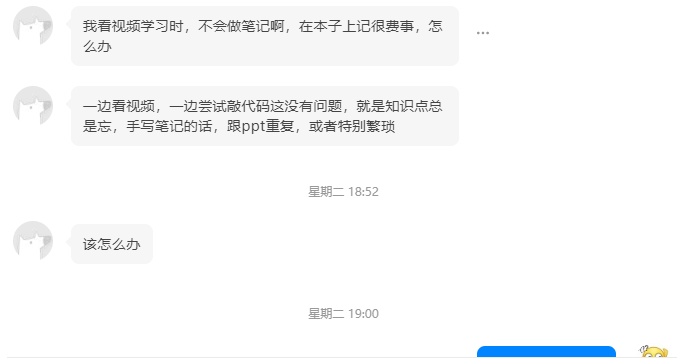 我看视频学习时，不会做笔记啊，在本子上记很费事，怎
么办
一边看视频，一边尝试敲代码这没有问题，就是知识点总
是忘，手写笔记的话，跟ppt重复，或者特别繁琐
星期二 18:52
该怎么办
星期二 19:00